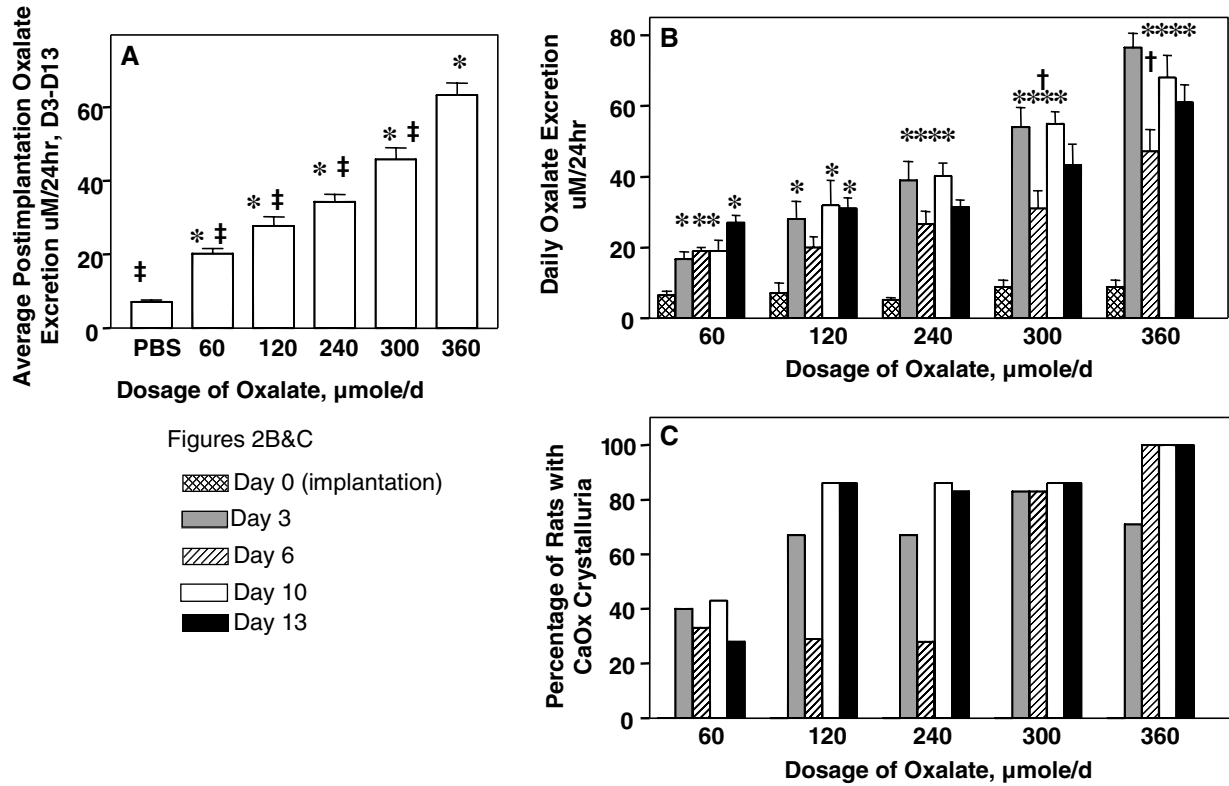 A
Average Postimplantation Oxalate
Excretion uM/24hr, D3-D13
60
40
20
0
‡
* ‡
* ‡
* ‡
* ‡
*
PBS 60 120 240 300 360
Dosage of Oxalate, µmole/d
B
Daily Oxalate Excretion
uM/24hr
80
60
40
20
0
* ** *
* * *
****
†
****
****
†
60 120 240 300 360
Dosage of Oxalate, µmole/d
Figures 2B&C
Day 0 (implantation)
Day 3
Day 6
Day 10
Day 13
C
Percentage of Rats with
CaOx Crystalluria
100
80
60
40
20
0
60 120 240 300 360
Dosage of Oxalate, µmole/d